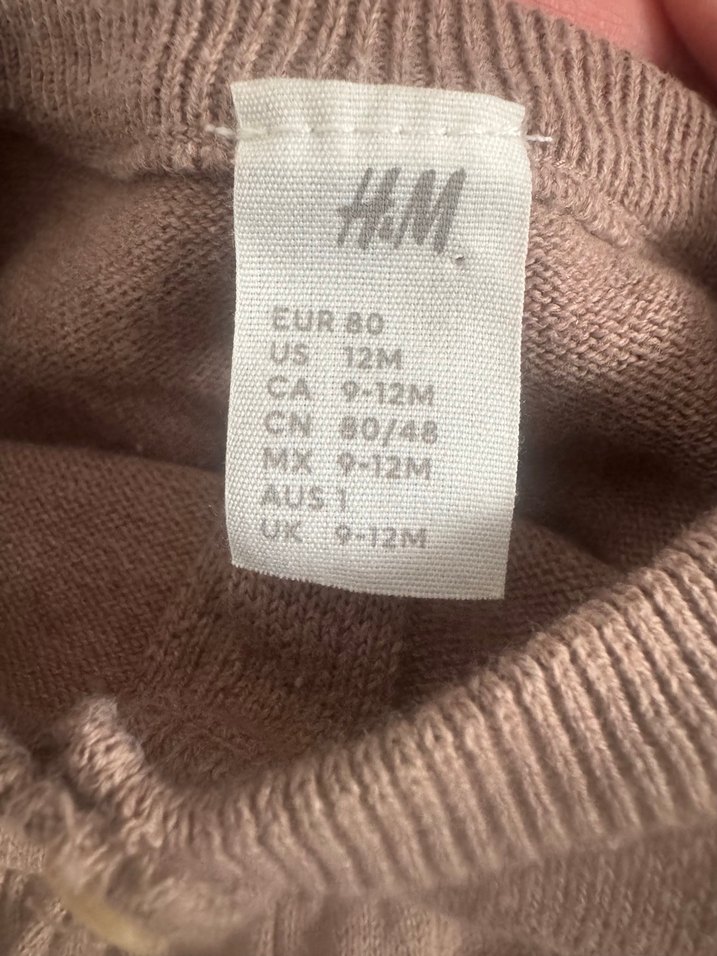 H&M
EUR 80
US 12M
CA 9-12M
CN 80/48
MX 9-12M
AUS 1
UK 9-12M